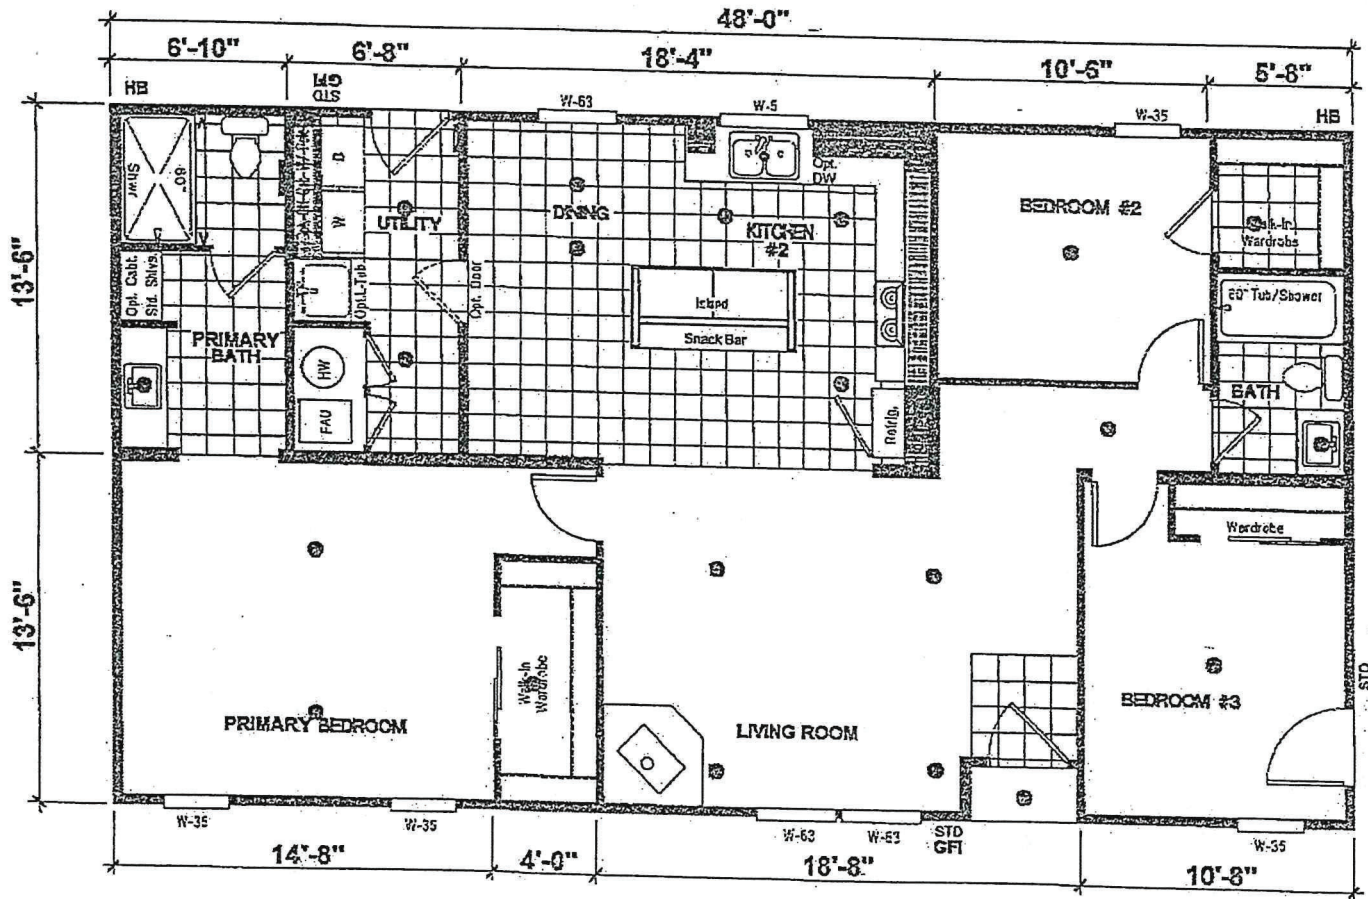 48'-0"
6'-10"
6'-8"
18'-4"
10'-6"
5'-8"
HB
STD
GFI
W-63
W-5
W-35
HB
13'-6"
60"
Shwr
D
W
UTILITY
DINING
KITCHEN
#2
Opt.
DW
BEDROOM #2
Walk-In
Wardrobe
60" Tub/Shower
Opt. Cabt.
Std. Shlvs.
Opt.L-Tub
Opt. Door
Island
Snack Bar
PRIMARY
BATH
HW
FAU
Refrig.
BATH
13'-6"
Wardrobe
Walk-In
Wardrobe
PRIMARY BEDROOM
LIVING ROOM
BEDROOM #3
STD
W-35
W-35
W-63
W-63
STD
GFI
W-35
14'-8"
4'-0"
18'-8"
10'-8"